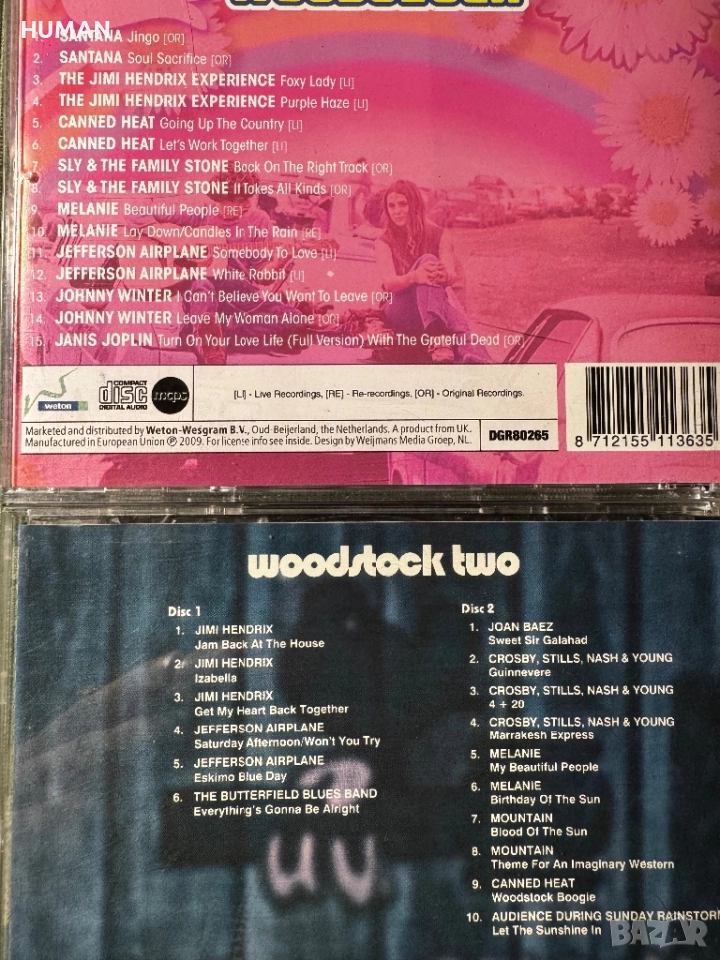 HUMAN
1. SANTANA Jingo [OR]
2. SANTANA Soul Sacrifice [OR]
3. THE JIMI HENDRIX EXPERIENCE Foxy Lady [LI]
4. THE JIMI HENDRIX EXPERIENCE Purple Haze [LI]
5. CANNED HEAT Going Up The Country [LI]
6. CANNED HEAT Let's Work Together [LI]
7. SLY & THE FAMILY STONE Back On The Right Track [OR]
8. SLY & THE FAMILY STONE It Takes All Kinds [OR]
9. MELANIE Beautiful People [RE]
10. MELANIE Lay Down/Candles In The Rain [RE]
11. JEFFERSON AIRPLANE Somebody To Love [LI]
12. JEFFERSON AIRPLANE White Rabbit [LI]
13. JOHNNY WINTER I Can't Believe You Want To Leave [OR]
14. JOHNNY WINTER Leave My Woman Alone [OR]
15. JANIS JOPLIN Turn On Your Love Life (Full Version) With The Grateful Dead [OR]
weton
COMPACT
disc
DIGITAL AUDIO
mcps
[LI] - Live Recordings, [RE] - Re-recordings, [OR] - Original Recordings.
Marketed and distributed by Weton-Wesgram B.V., Oud-Beijerland, the Netherlands. A product from UK.
Manufactured in European Union ℗ 2009. For license info see inside. Design by Weijmans Media Groep, NL.
DGR80265
8 712155 113635
woodstock two
Disc 1
1. JIMI HENDRIX
Jam Back At The House
2. JIMI HENDRIX
Izabella
3. JIMI HENDRIX
Get My Heart Back Together
4. JEFFERSON AIRPLANE
Saturday Afternoon/Won't You Try
5. JEFFERSON AIRPLANE
Eskimo Blue Day
6. THE BUTTERFIELD BLUES BAND
Everything's Gonna Be Alright
Disc 2
1. JOAN BAEZ
Sweet Sir Galahad
2. CROSBY, STILLS, NASH & YOUNG
Guinnevere
3. CROSBY, STILLS, NASH & YOUNG
4 + 20
4. CROSBY, STILLS, NASH & YOUNG
Marrakesh Express
5. MELANIE
My Beautiful People
6. MELANIE
Birthday Of The Sun
7. MOUNTAIN
Blood Of The Sun
8. MOUNTAIN
Theme For An Imaginary Western
9. CANNED HEAT
Woodstock Boogie
10. AUDIENCE DURING SUNDAY RAINSTOR
Let The Sunshine In
BAZAR